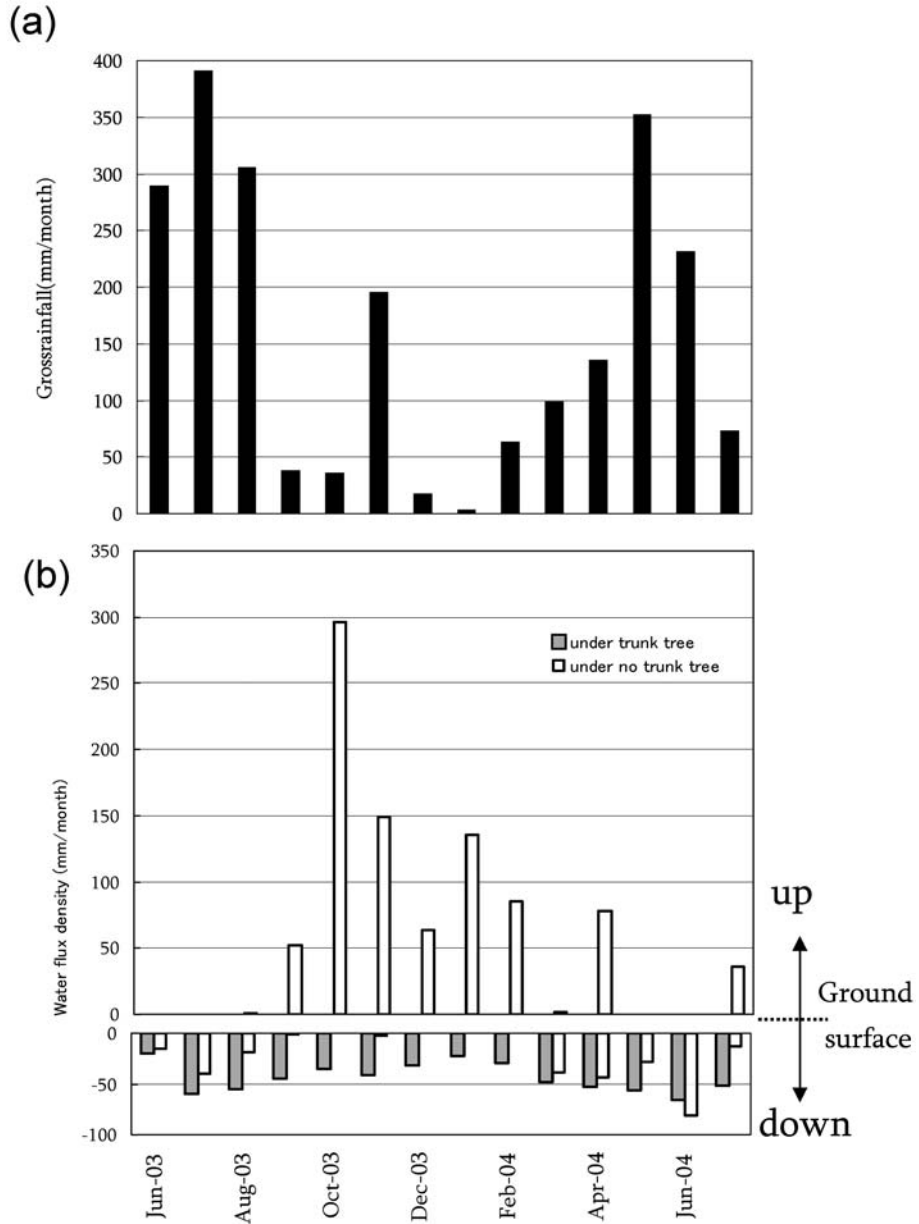 (a)
Grossrainfall(mm/month)
400
350
300
250
200
150
100
50
0
(b)
Water flux density (mm/month)
350
300
250
200
150
100
50
0
under trunk tree
under no trunk tree
up
Ground
surface
down
0
-50
-100
Jun-03
Aug-03
Oct-03
Dec-03
Feb-04
Apr-04
Jun-04